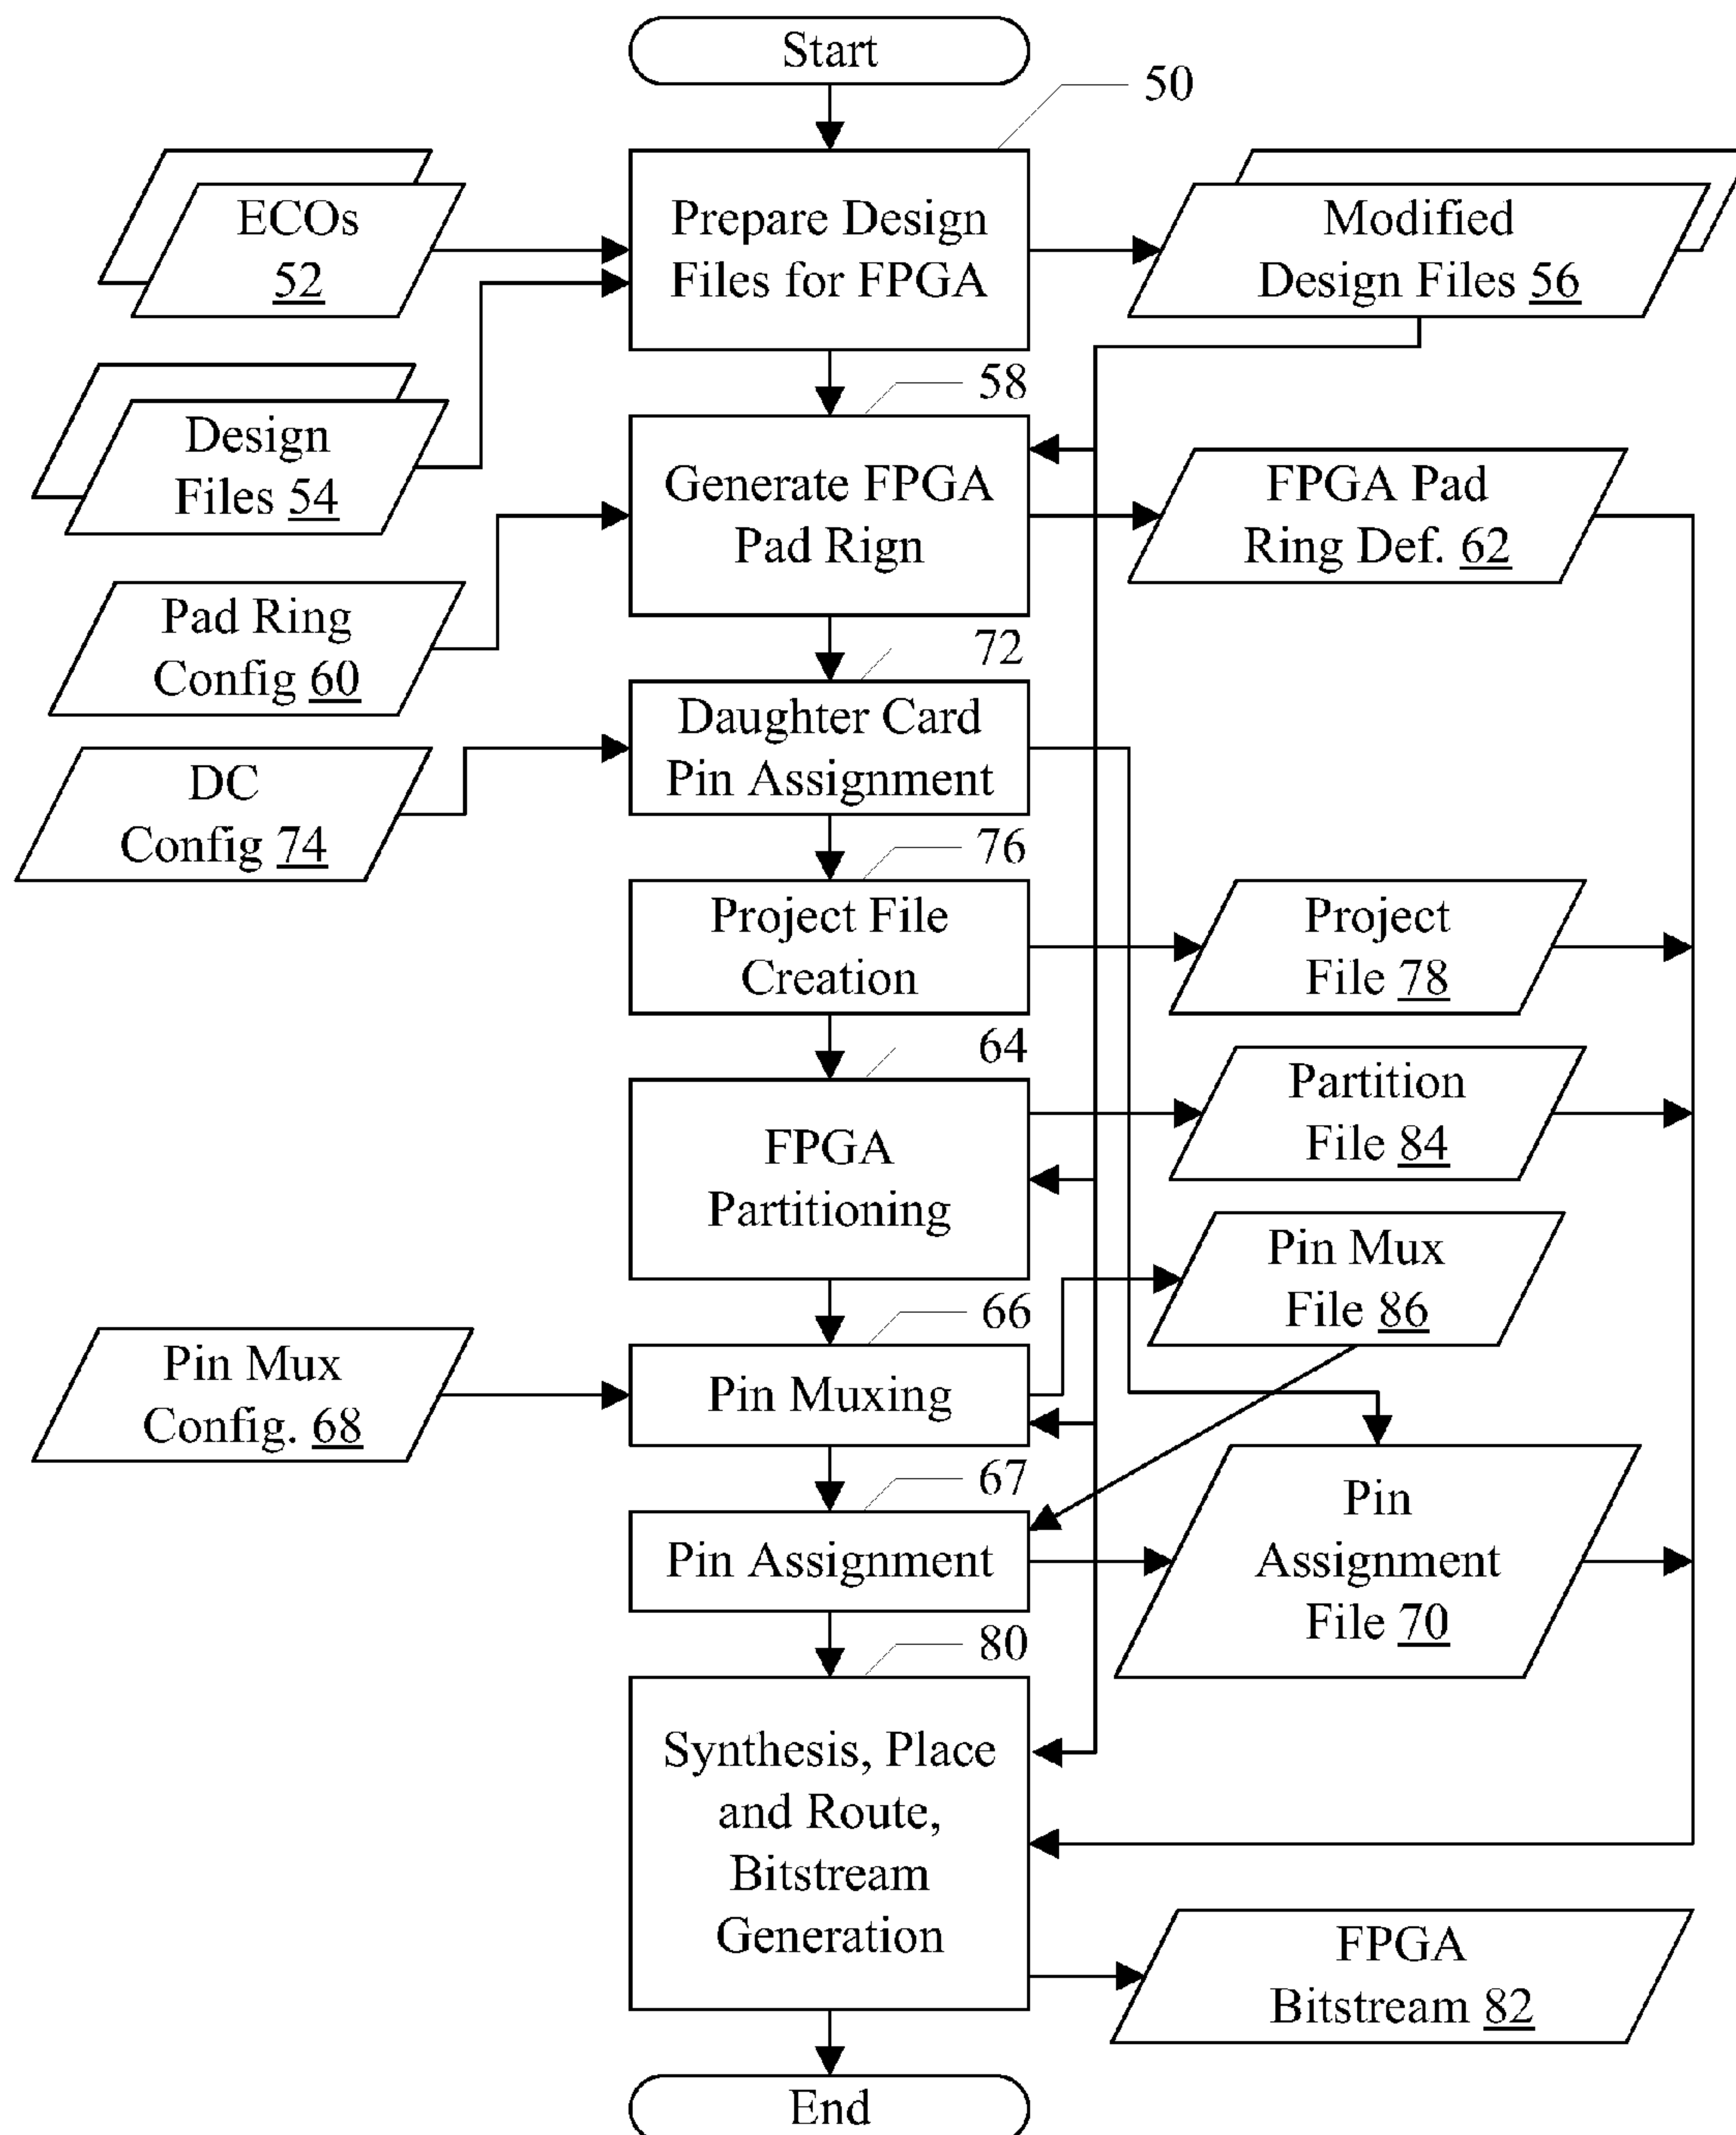 Start
50
ECOs
52
Prepare Design
Files for FPGA
Modified
Design Files 56
58
Design
Files 54
Generate FPGA
Pad Rign
FPGA Pad
Ring Def. 62
Pad Ring
Config 60
72
Daughter Card
Pin Assignment
DC
Config 74
76
Project File
Creation
Project
File 78
64
FPGA
Partitioning
Partition
File 84
Pin Mux
File 86
66
Pin Mux
Config. 68
Pin Muxing
67
Pin Assignment
Pin
Assignment
File 70
80
Synthesis, Place
and Route,
Bitstream
Generation
FPGA
Bitstream 82
End